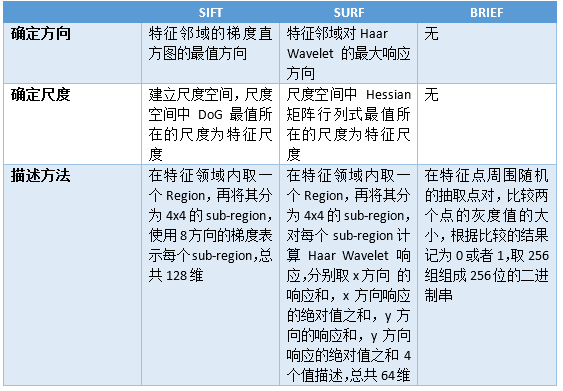 SIFT SURF BRIEF
确定方向
特征邻域的梯度直
方图的最值方向
特征邻域对 Haar
Wavelet 的最大响应
方向
无
确定尺度
建立尺度空间，尺度
空间中 DoG 最值所
在的尺度为特征尺
度
尺度空间中 Hessian
矩阵行列式最值所
在的尺度为特征尺
度
无
描述方法
在特征领域内取一
个 Region，再将其分
为 4x4 的 sub-region，
使用 8 方向的梯度表
示每个 sub-region，总
共 128 维
在特征领域内取一
个 Region，再将其分
为 4x4 的 sub-region，
对每个 sub-region 计
算 Haar Wavelet 响
应，分别取 x 方向 的
响应和，x 方向响应
的绝对值之和，y 方
向的响应和，y 方向
响应的绝对值之和 4
个值描述，总共 64 维
在特征点周围随机
的抽取点对，比较两
个点的灰度值的大
小，根据比较的结果
记为 0 或者 1，取 256
组组成 256 位的二进
制串